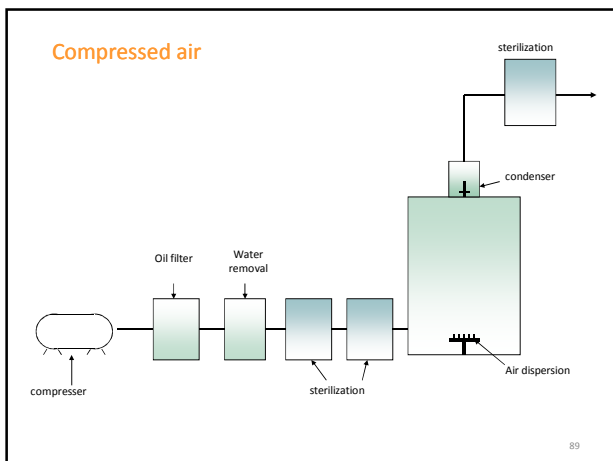 Compressed air
sterilization
condenser
Oil filter
Water
removal
sterilization
Air dispersion
compresser
89